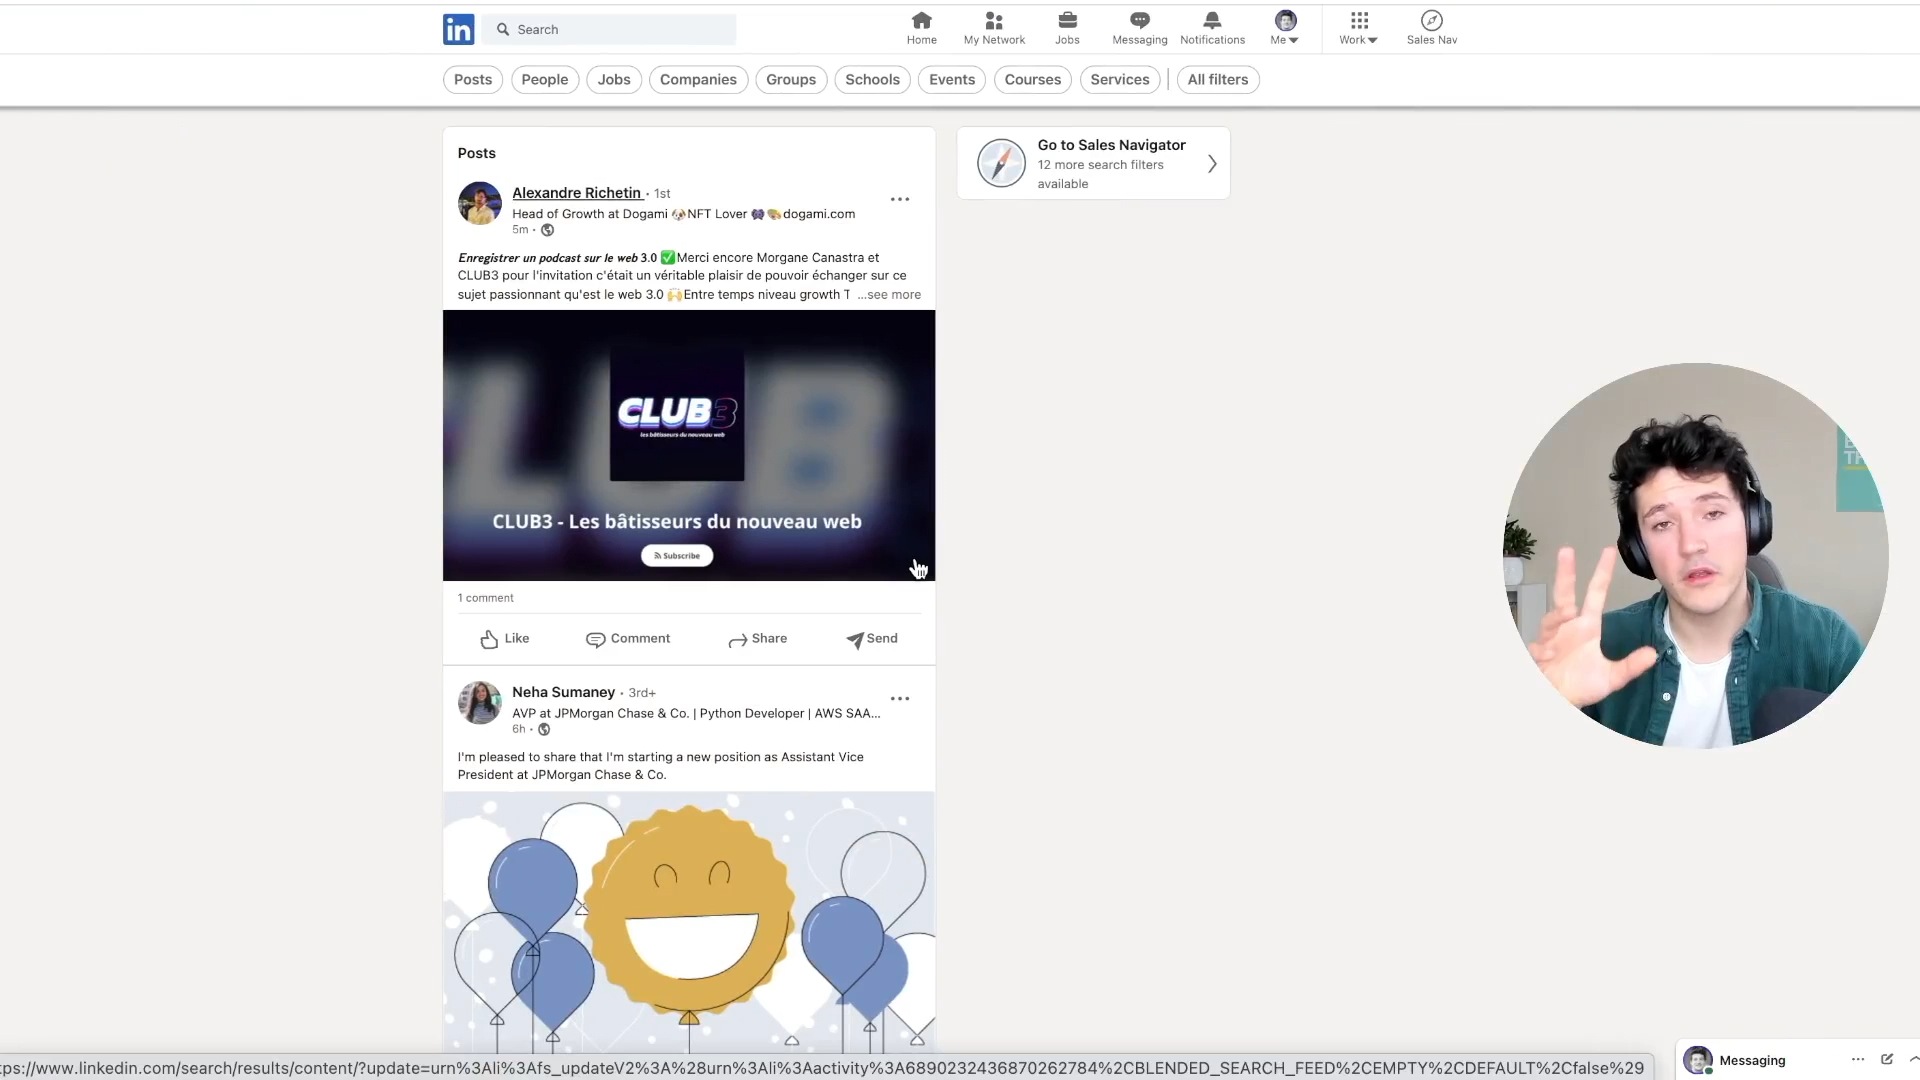 in
Search
Home
My Network
Jobs
Messaging
Notifications
Me
Work
Sales Nav
Posts
People
Jobs
Companies
Groups
Schools
Events
Courses
Services
All filters
Posts
Alexandre Richetin • 1st
Head of Growth at Dogami 🐶NFT Lover 👾🎨dogami.com
5m •
Enregistrer un podcast sur le web 3.0 ✅Merci encore Morgane Canastra et
CLUB3 pour l'invitation c'était un véritable plaisir de pouvoir échanger sur ce
sujet passionnant qu'est le web 3.0 🙌Entre temps niveau growth T ...see more
CLUB3
les bâtisseurs du nouveau web
CLUB3 - Les bâtisseurs du nouveau web
Subscribe
1 comment
Like
Comment
Share
Send
Neha Sumaney • 3rd+
AVP at JPMorgan Chase & Co. | Python Developer | AWS SAA...
6h •
I'm pleased to share that I'm starting a new position as Assistant Vice
President at JPMorgan Chase & Co.
Go to Sales Navigator
12 more search filters
available
tps://www.linkedin.com/search/results/content/?update=urn%3Ali%3Afs_updateV2%3A%28urn%3Ali%3Aactivity%3A6890232436870262784%2CBLENDED_SEARCH_FEED%2CEMPTY%2CDEFAULT%2Cfalse%29
Messaging